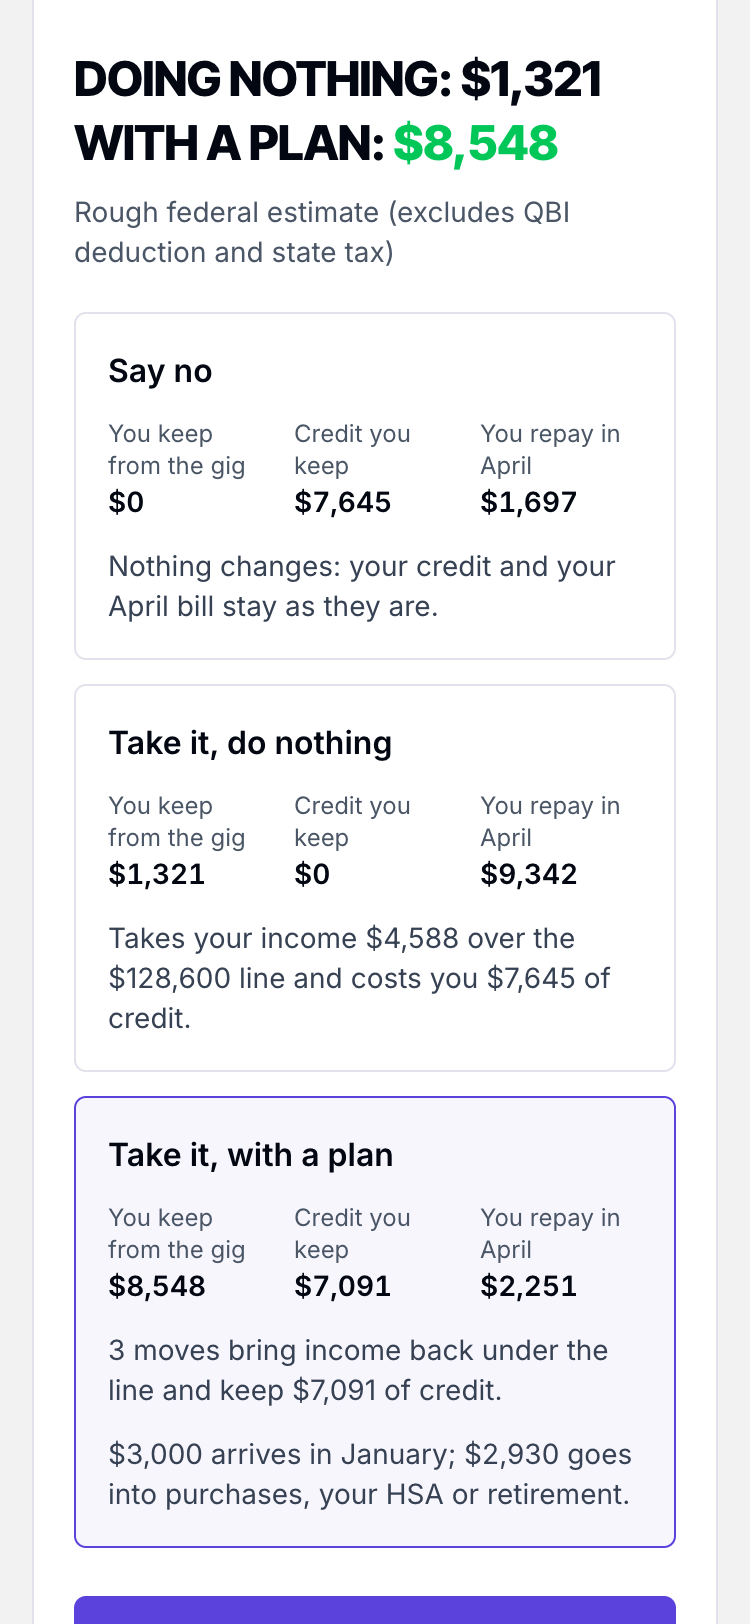 DOING NOTHING: $1,321
WITH A PLAN: $8,548
Rough federal estimate (excludes QBI
deduction and state tax)
Say no
You keep
from the gig
$0
Credit you
keep
$7,645
You repay in
April
$1,697
Nothing changes: your credit and your
April bill stay as they are.
Take it, do nothing
You keep
from the gig
$1,321
Credit you
keep
$0
You repay in
April
$9,342
Takes your income $4,588 over the
$128,600 line and costs you $7,645 of
credit.
Take it, with a plan
You keep
from the gig
$8,548
Credit you
keep
$7,091
You repay in
April
$2,251
3 moves bring income back under the
line and keep $7,091 of credit.
$3,000 arrives in January; $2,930 goes
into purchases, your HSA or retirement.